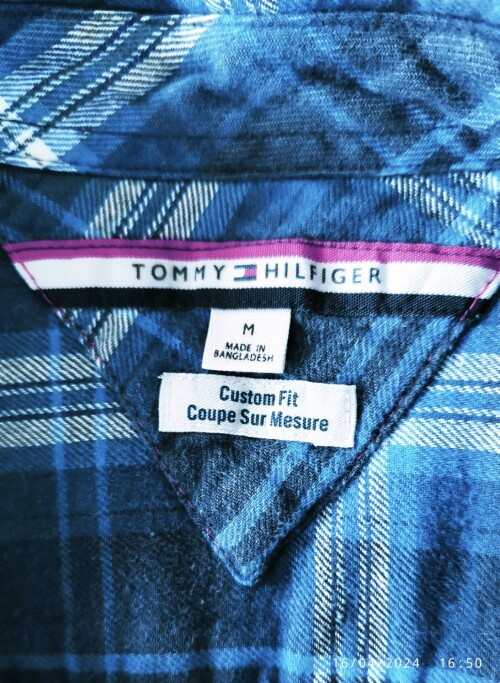 TOMMY HILFIGER
M
MADE IN
BANGLADESH
Custom Fit
Coupe Sur Mesure
16/04/2024 16:50